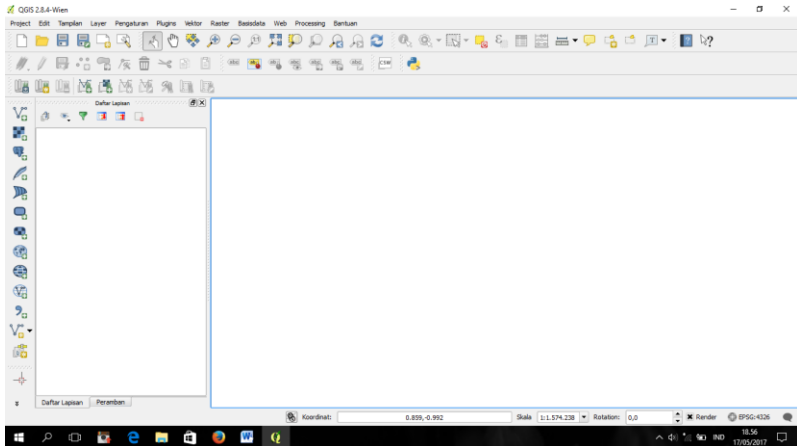 QGIS 2.8.4-Wien
Project Edit Tampilan Layer Pengaturan Plugins Vektor Raster Basisdata Web Processing Bantuan
CSW
Daftar Lapisan
Daftar Lapisan Peramban
Koordinat: 0.859,-0.992 Skala 1:1.574.238 Rotation: 0,0 Render EPSG:4326
IND 18.56
17/05/2017